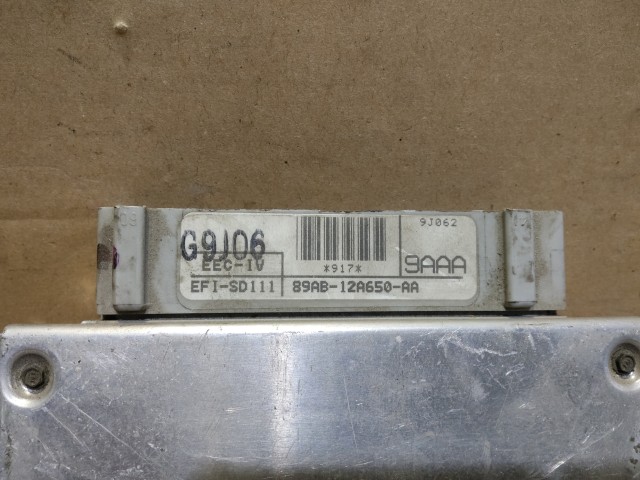 9J062
G9J06
EEC-IV
*917*
9AAA
EFI-SD111 89AB-12A650-AA